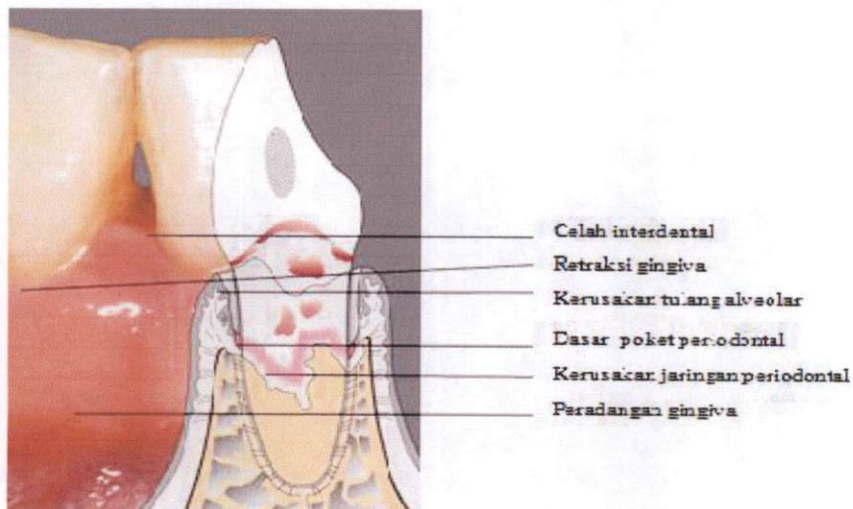 Celah interdental
Retraksi gingiva
Kerusakan tulang alveolar
Dasar poket periodontal
Kerusakan jaringan periodontal
Peradangan gingiva